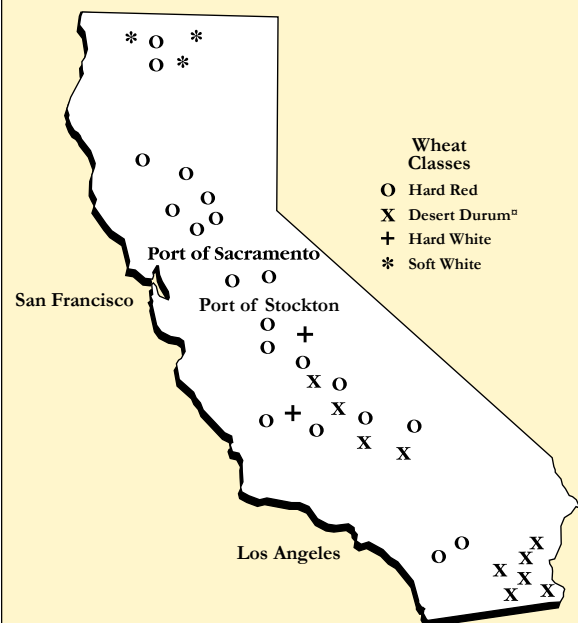 Wheat
Classes
O Hard Red
X Desert Durum¤
+ Hard White
* Soft White
Port of Sacramento
San Francisco
Port of Stockton
Los Angeles